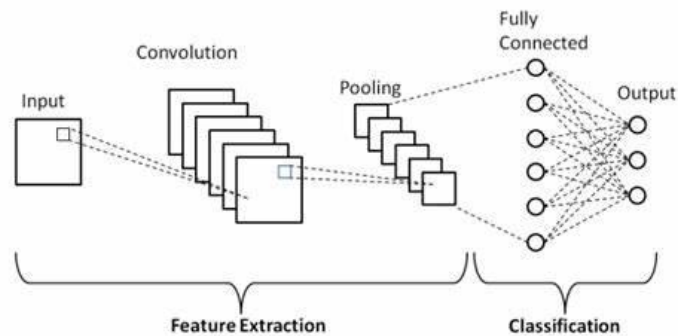 Fully
Connected
Convolution
Pooling
Input
Output
Feature Extraction
Classification